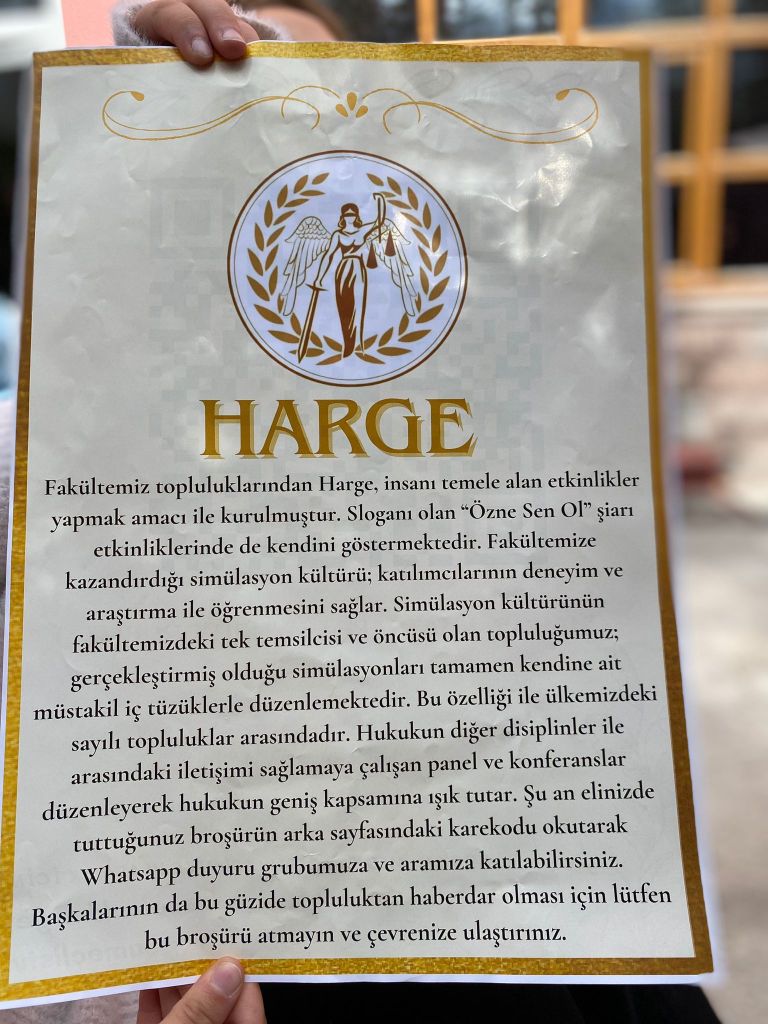 HARGE
Fakültemiz topluluklarından Harge, insanı temele alan etkinlikler
yapmak amacı ile kurulmuştur. Sloganı olan “Özne Sen Ol” şiarı
etkinliklerinde de kendini göstermektedir. Fakültemize
kazandırdığı simülasyon kültürü; katılımcılarının deneyim ve
araştırma ile öğrenmesini sağlar. Simülasyon kültürünün
fakültemizdeki tek temsilcisi ve öncüsü olan topluluğumuz;
gerçekleştirmiş olduğu simülasyonları tamamen kendine ait
müstakil iç tüzüklerle düzenlemektedir. Bu özelliği ile ülkemizdeki
sayılı topluluklar arasındadır. Hukukun diğer disiplinler ile
arasındaki iletişimi sağlamaya çalışan panel ve konferanslar
düzenleyerek hukukun geniş kapsamına ışık tutar. Şu an elinizde
tuttuğunuz broşürün arka sayfasındaki karekodu okutarak
Whatsapp duyuru grubumuza ve aramıza katılabilirsiniz.
Başkalarının da bu güzide topluluktan haberdar olması için lütfen
bu broşürü atmayın ve çevrenize ulaştırınız.